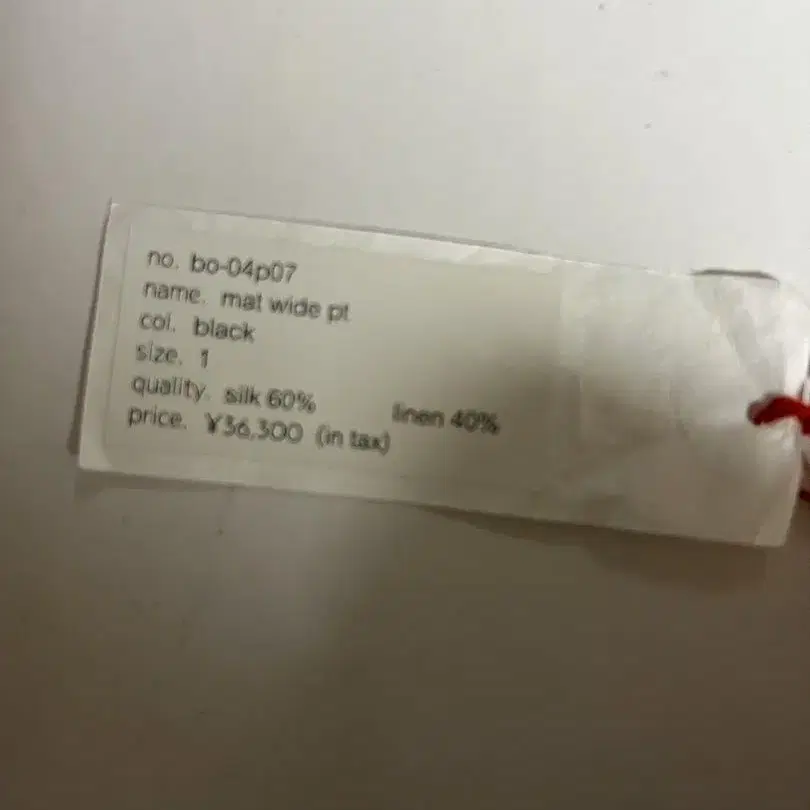 no. bo-04p07
name. mat wide pt
col. black
size. 1
quality. silk 60% linen 40%
price. ¥36,300 (in tax)